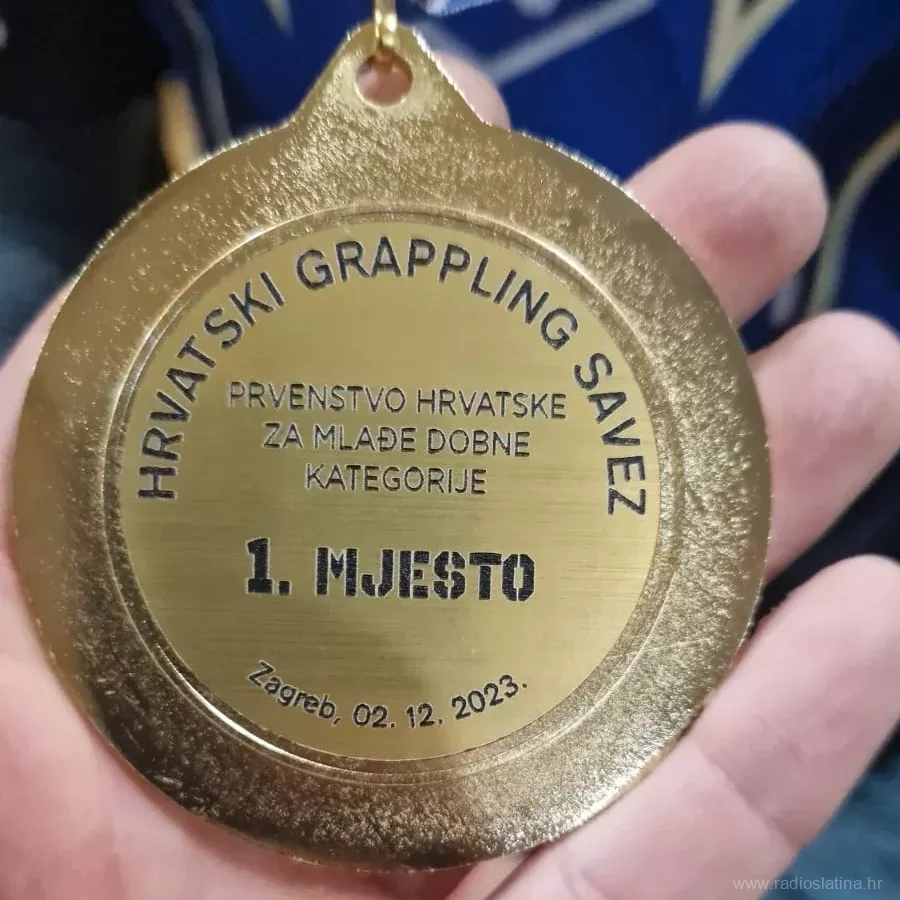 HRVATSKI GRAPPLING SAVEZ
PRVENSTVO HRVATSKE
ZA MLAĐE DOBNE
KATEGORIJE
1. MJESTO
Zagreb, 02. 12. 2023.
www.radioslatina.hr